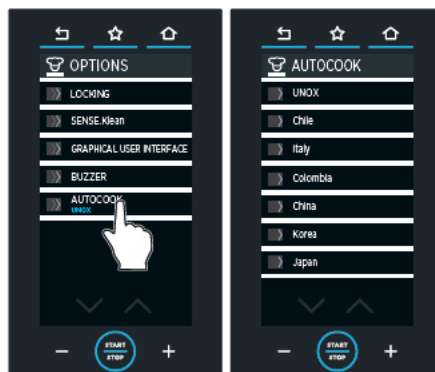 OPTIONS
LOCKING
SENSE.Klean
GRAPHICAL USER INTERFACE
BUZZER
AUTOCOOK
UNOX
START
STOP
AUTOCOOK
UNOX
Chile
Italy
Colombia
China
Korea
Japan
START
STOP